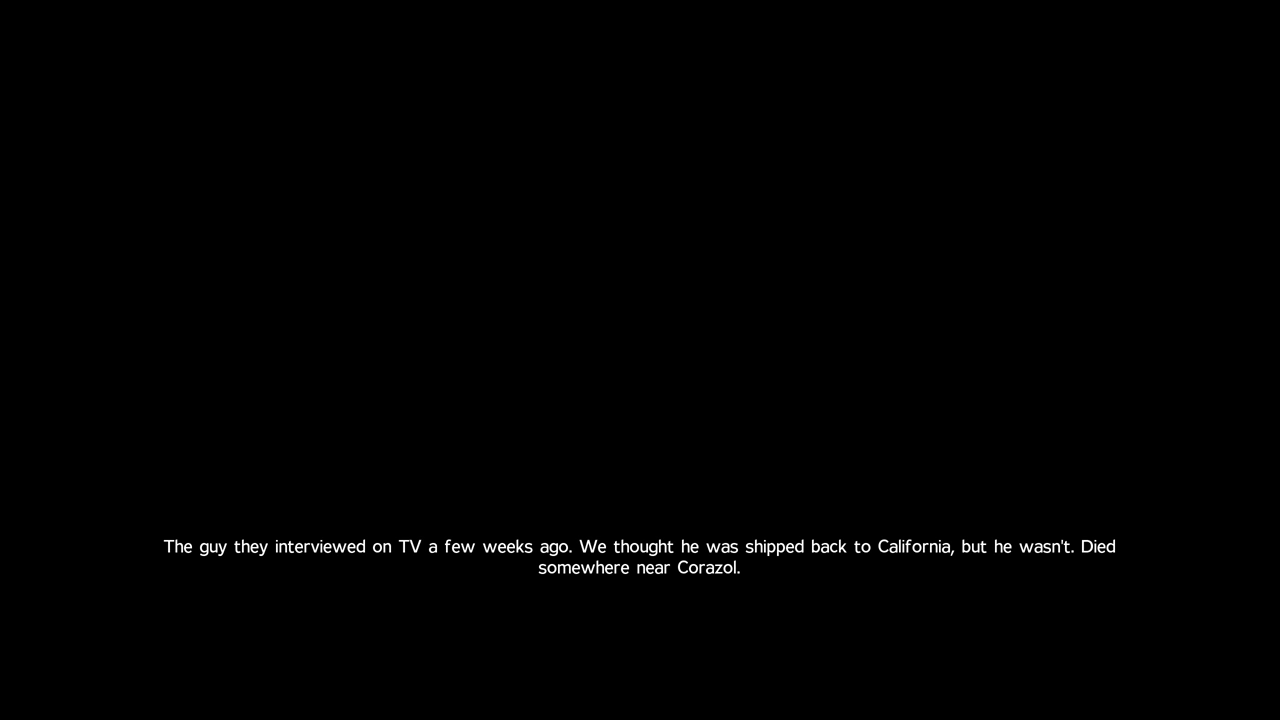 The guy they interviewed on TV a few weeks ago. We thought he was shipped back to California, but he wasn't. Died
somewhere near Corazol.